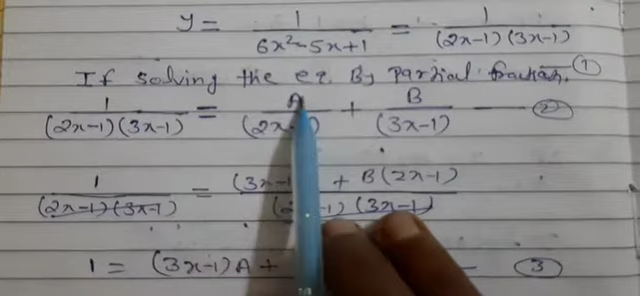 y = 1/(6x²-5x+1) = 1/((2x-1)(3x-1))
If solving the eq. By partial fraction. ①
1/((2x-1)(3x-1)) = A/(2x- ) + B/(3x-1) — ②
1/((2x-1)(3x-1)) = (3x-1 + B(2x-1)/( -1)(3x-1)
1 = (3x-1)A + — ③